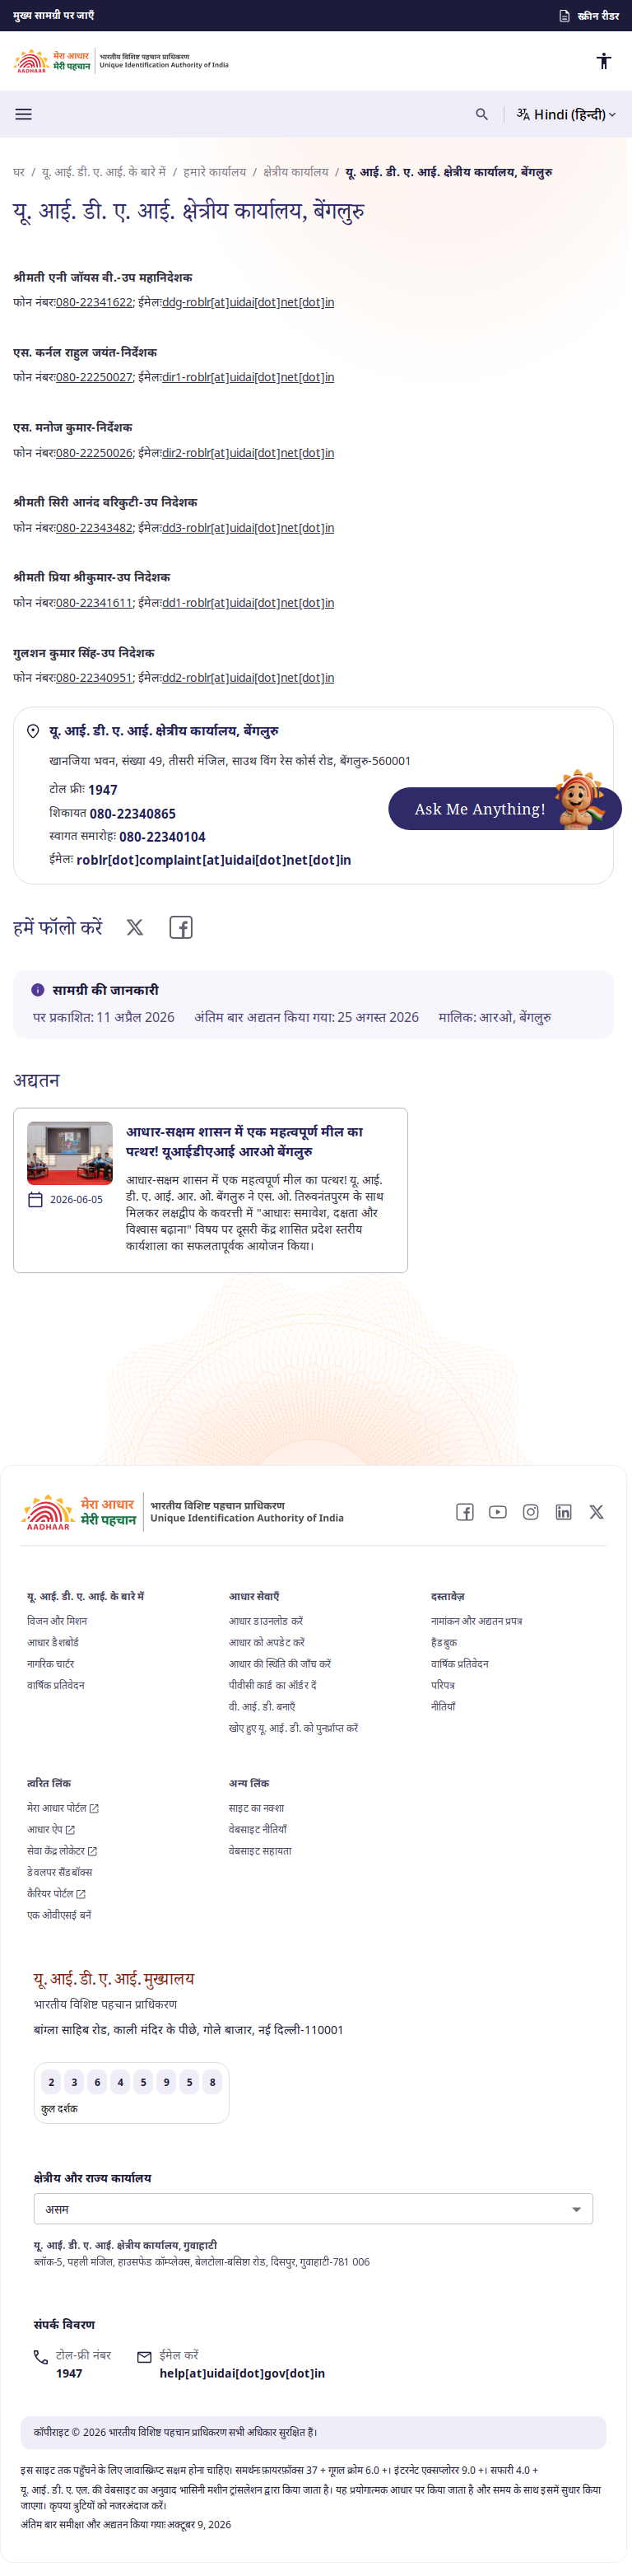 मुख्य सामग्री पर जाएँ
स्क्रीन रीडर
AADHAAR
मेरा आधार
मेरी पहचान
भारतीय विशिष्ट पहचान प्राधिकरण
Unique Identification Authority of India
Hindi (हिन्दी)
घर / यू. आई. डी. ए. आई. के बारे में / हमारे कार्यालय / क्षेत्रीय कार्यालय / यू. आई. डी. ए. आई. क्षेत्रीय कार्यालय, बेंगलुरु
यू. आई. डी. ए. आई. क्षेत्रीय कार्यालय, बेंगलुरु
श्रीमती एनी जॉयस वी.-उप महानिदेशक
फोन नंबरः080-22341622; ईमेलःddg-roblr[at]uidai[dot]net[dot]in
एस. कर्नल राहुल जयंत-निर्देशक
फोन नंबरः080-22250027; ईमेलःdir1-roblr[at]uidai[dot]net[dot]in
एस. मनोज कुमार-निर्देशक
फोन नंबरः080-22250026; ईमेलःdir2-roblr[at]uidai[dot]net[dot]in
श्रीमती सिरी आनंद वरिकुटी-उप निदेशक
फोन नंबरः080-22343482; ईमेलःdd3-roblr[at]uidai[dot]net[dot]in
श्रीमती प्रिया श्रीकुमार-उप निदेशक
फोन नंबरः080-22341611; ईमेलःdd1-roblr[at]uidai[dot]net[dot]in
गुलशन कुमार सिंह-उप निदेशक
फोन नंबरः080-22340951; ईमेलःdd2-roblr[at]uidai[dot]net[dot]in
यू. आई. डी. ए. आई. क्षेत्रीय कार्यालय, बेंगलुरु
खानजिया भवन, संख्या 49, तीसरी मंजिल, साउथ विंग रेस कोर्स रोड, बेंगलुरु-560001
टोल फ्रीः 1947
शिकायत 080-22340865
स्वागत समारोहः 080-22340104
ईमेलः roblr[dot]complaint[at]uidai[dot]net[dot]in
Ask Me Anything!
हमें फॉलो करें
सामग्री की जानकारी
पर प्रकाशित: 11 अप्रैल 2026 अंतिम बार अद्यतन किया गया: 25 अगस्त 2026 मालिक: आरओ, बेंगलुरु
अद्यतन
2026-06-05
आधार-सक्षम शासन में एक महत्वपूर्ण मील का
पत्थर! यूआईडीएआई आरओ बेंगलुरु
आधार-सक्षम शासन में एक महत्वपूर्ण मील का पत्थर! यू. आई.
डी. ए. आई. आर. ओ. बेंगलुरु ने एस. ओ. तिरुवनंतपुरम के साथ
मिलकर लक्षद्वीप के कवरत्ती में "आधारः समावेश, दक्षता और
विश्वास बढ़ाना" विषय पर दूसरी केंद्र शासित प्रदेश स्तरीय
कार्यशाला का सफलतापूर्वक आयोजन किया।
AADHAAR
मेरा आधार
मेरी पहचान
भारतीय विशिष्ट पहचान प्राधिकरण
Unique Identification Authority of India
यू. आई. डी. ए. आई. के बारे में
विजन और मिशन
आधार डैशबोर्ड
नागरिक चार्टर
वार्षिक प्रतिवेदन
आधार सेवाएँ
आधार डाउनलोड करें
आधार को अपडेट करें
आधार की स्थिति की जाँच करें
पीवीसी कार्ड का ऑर्डर दें
वी. आई. डी. बनाएँ
खोए हुए यू. आई. डी. को पुनर्प्राप्त करें
दस्तावेज़
नामांकन और अद्यतन प्रपत्र
हैंडबुक
वार्षिक प्रतिवेदन
परिपत्र
नीतियाँ
त्वरित लिंक
मेरा आधार पोर्टल
आधार ऐप
सेवा केंद्र लोकेटर
डेवलपर सैंडबॉक्स
कैरियर पोर्टल
एक ओवीएसई बनें
अन्य लिंक
साइट का नक्शा
वेबसाइट नीतियाँ
वेबसाइट सहायता
यू. आई. डी. ए. आई. मुख्यालय
भारतीय विशिष्ट पहचान प्राधिकरण
बांग्ला साहिब रोड, काली मंदिर के पीछे, गोले बाजार, नई दिल्ली-110001
2 3 6 4 5 9 5 8
कुल दर्शक
क्षेत्रीय और राज्य कार्यालय
असम
यू. आई. डी. ए. आई. क्षेत्रीय कार्यालय, गुवाहाटी
ब्लॉक-5, पहली मंजिल, हाउसफेड कॉम्प्लेक्स, बेलटोला-बसिष्ठा रोड, दिसपुर, गुवाहाटी-781 006
संपर्क विवरण
टोल-फ्री नंबर
1947
ईमेल करें
help[at]uidai[dot]gov[dot]in
कॉपीराइट © 2026 भारतीय विशिष्ट पहचान प्राधिकरण सभी अधिकार सुरक्षित हैं।
इस साइट तक पहुँचने के लिए जावास्क्रिप्ट सक्षम होना चाहिए। समर्थनः फ़ायरफ़ॉक्स 37 + गूगल क्रोम 6.0 +। इंटरनेट एक्सप्लोरर 9.0 +। सफारी 4.0 +
यू. आई. डी. ए. एल. की वेबसाइट का अनुवाद भासिनी मशीन ट्रांसलेशन द्वारा किया जाता है। यह प्रयोगात्मक आधार पर किया जाता है और समय के साथ इसमें सुधार किया
जाएगा। कृपया त्रुटियों को नजरअंदाज करें।
अंतिम बार समीक्षा और अद्यतन किया गयाः अक्टूबर 9, 2026